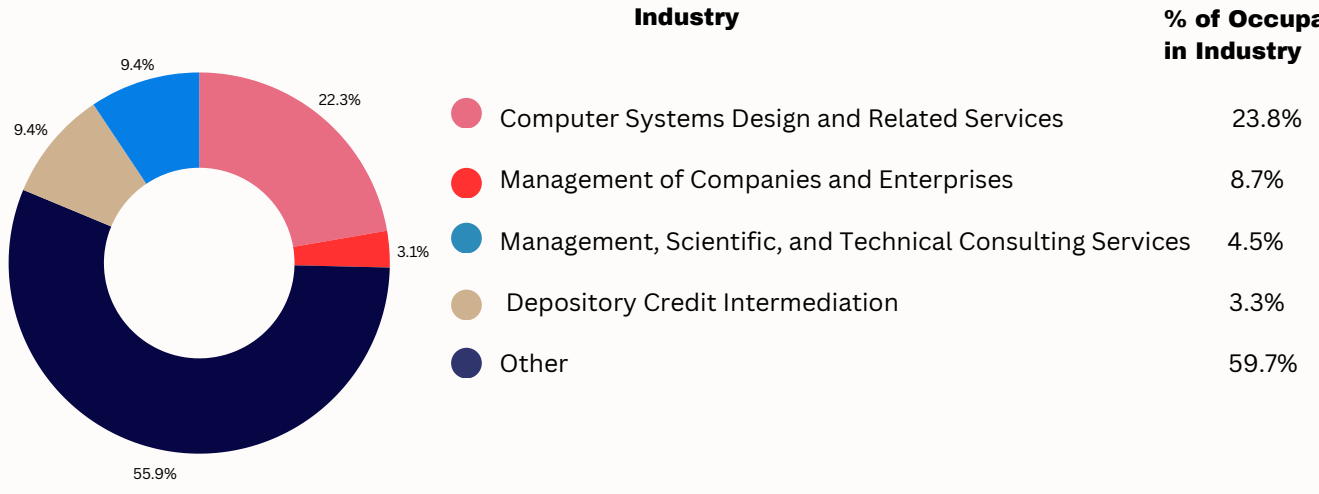 Industry
% of Occupa
in Industry
9.4%
22.3%
9.4%
3.1%
55.9%
Computer Systems Design and Related Services 23.8%
Management of Companies and Enterprises 8.7%
Management, Scientific, and Technical Consulting Services 4.5%
Depository Credit Intermediation 3.3%
Other 59.7%